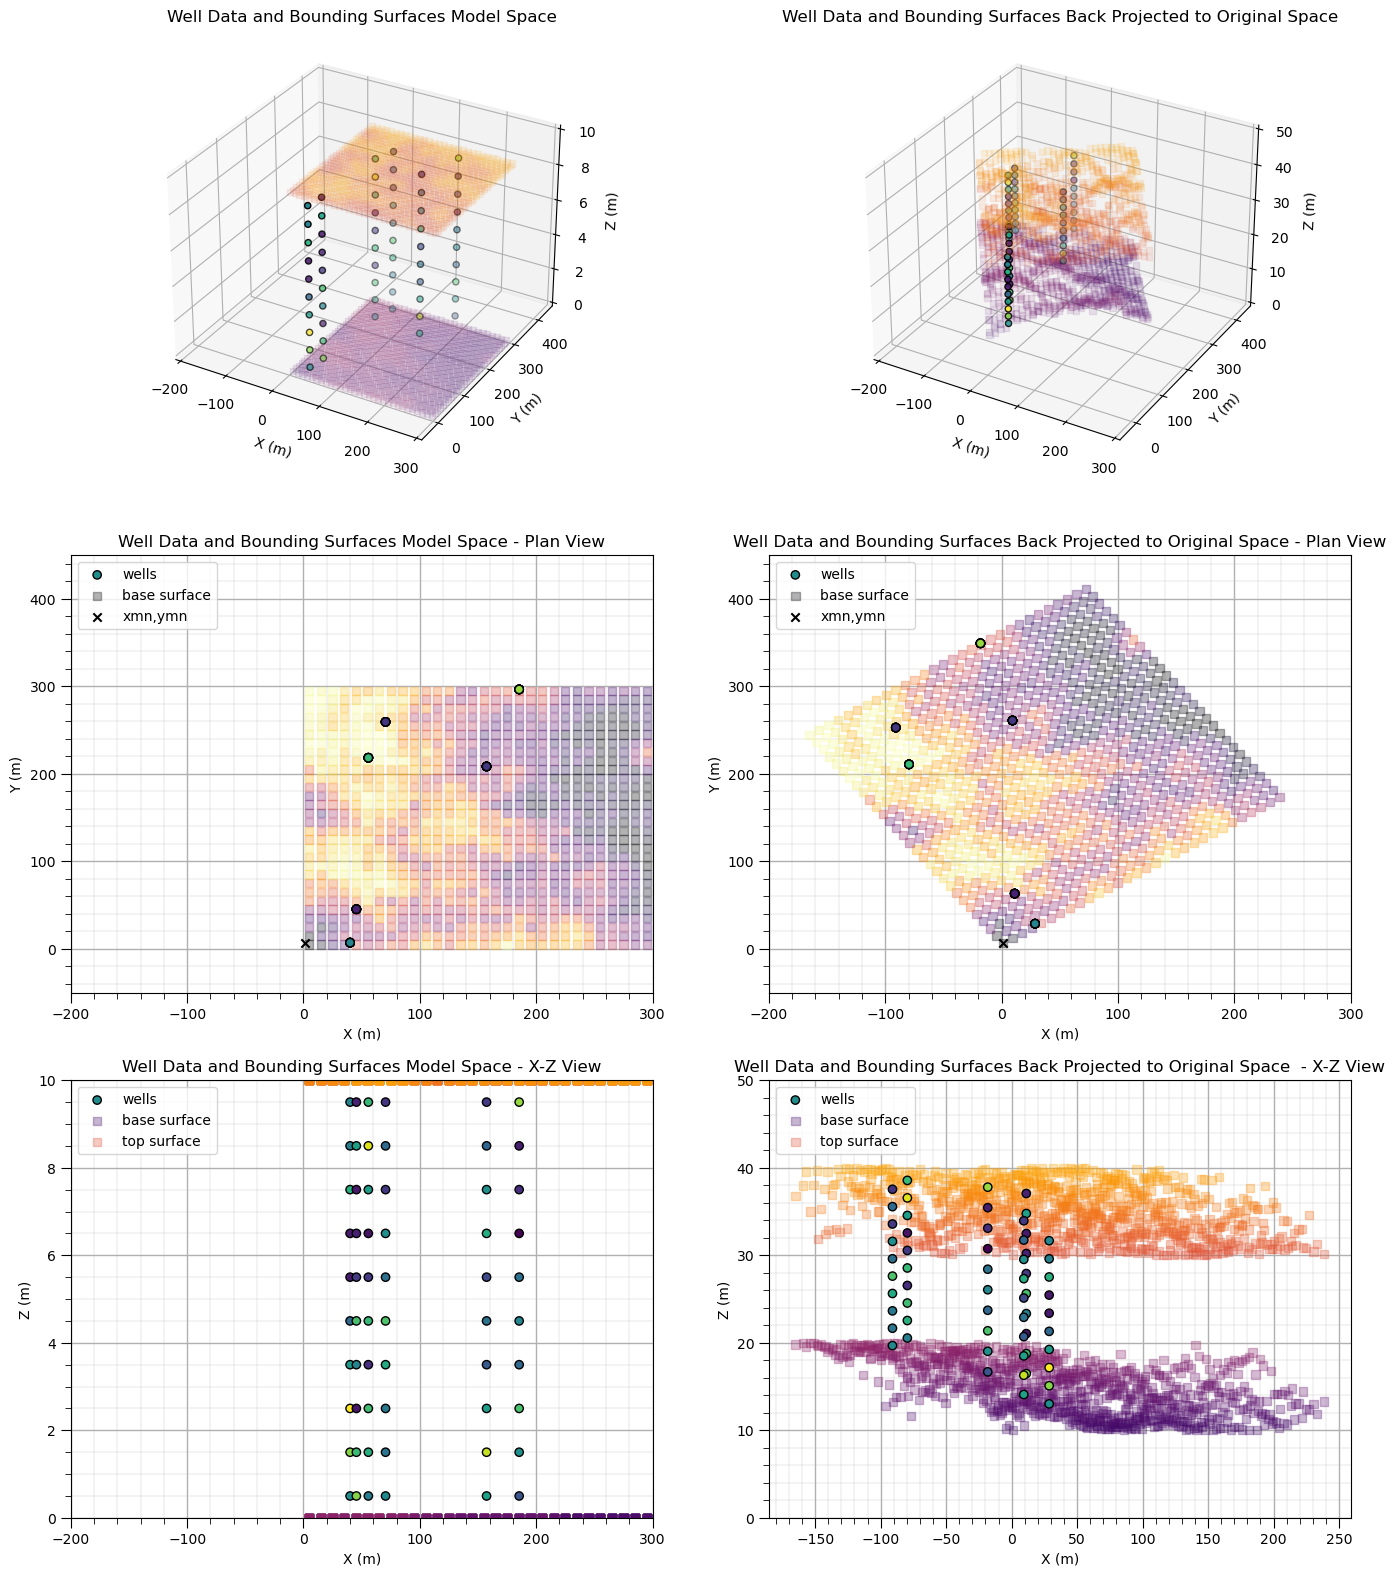 Well Data and Bounding Surfaces Model Space
10
8
6
4
2
0
Z (m)
−200
−100
0
100
200
300
X (m)
0
100
200
300
400
Y (m)
Well Data and Bounding Surfaces Back Projected to Original Space
50
40
30
20
10
0
Z (m)
−200
−100
0
100
200
300
X (m)
0
100
200
300
400
Y (m)
Well Data and Bounding Surfaces Model Space - Plan View
wells
base surface
xmn,ymn
400
300
200
100
0
Y (m)
−200
−100
0
100
200
300
X (m)
Well Data and Bounding Surfaces Back Projected to Original Space - Plan View
wells
base surface
xmn,ymn
400
300
200
100
0
Y (m)
−200
−100
0
100
200
300
X (m)
Well Data and Bounding Surfaces Model Space - X-Z View
wells
base surface
top surface
10
8
6
4
2
0
Z (m)
−200
−100
0
100
200
300
X (m)
Well Data and Bounding Surfaces Back Projected to Original Space  - X-Z View
wells
base surface
top surface
50
40
30
20
10
0
Z (m)
−150
−100
−50
0
50
100
150
200
250
X (m)